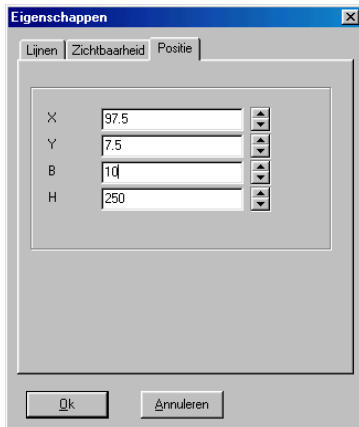 Eigenschappen
Lijnen Zichtbaarheid Positie
X 97.5
Y 7.5
B 10
H 250
Ok Annuleren